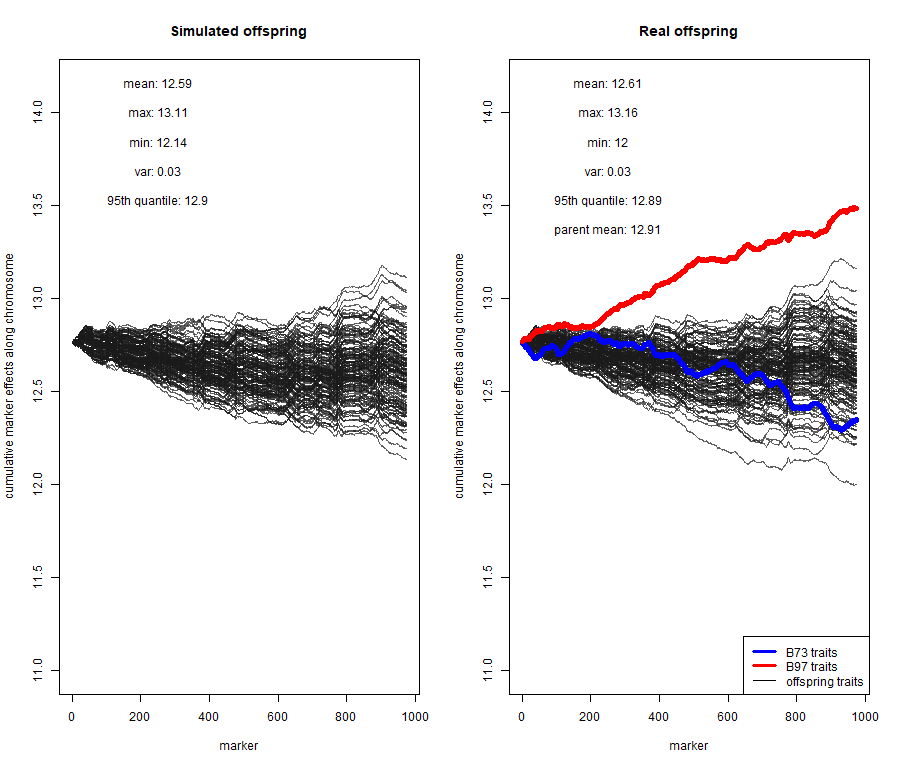 Simulated offspring
mean: 12.59
max: 13.11
min: 12.14
var: 0.03
95th quantile: 12.9
cumulative marker effects along chromosome
14.0
13.5
13.0
12.5
12.0
11.5
11.0
0 200 400 600 800 1000
marker
Real offspring
mean: 12.61
max: 13.16
min: 12
var: 0.03
95th quantile: 12.89
parent mean: 12.91
cumulative marker effects along chromosome
14.0
13.5
13.0
12.5
12.0
11.5
11.0
B73 traits
B97 traits
offspring traits
0 200 400 600 800 1000
marker